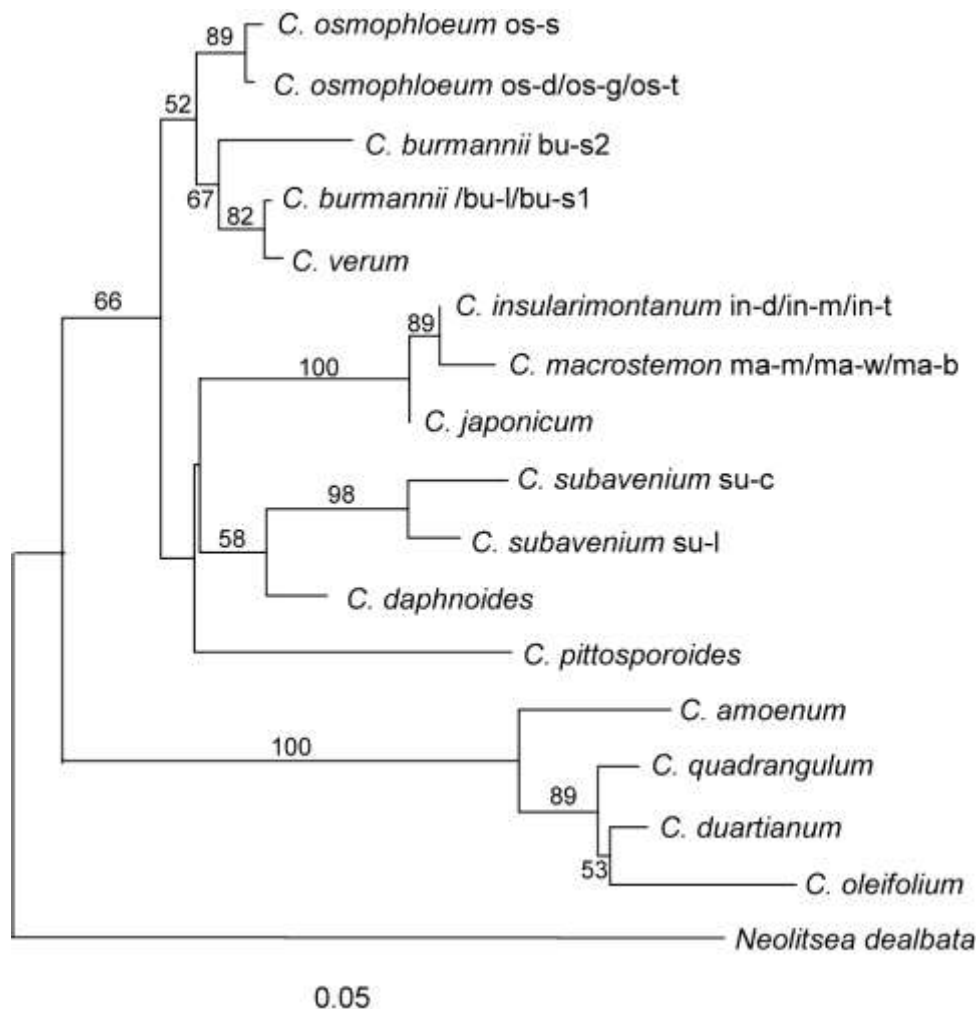 89
C. osmophloeum os-s
C. osmophloeum os-d/os-g/os-t
52
C. burmannii bu-s2
67
C. burmannii /bu-l/bu-s1
82
C. verum
66
C. insularimontanum in-d/in-m/in-t
89
C. macrostemon ma-m/ma-w/ma-b
100
C. japonicum
C. subavenium su-c
98
C. subavenium su-l
58
C. daphnoides
C. pittosporoides
C. amoenum
100
C. quadrangulum
89
C. duartianum
53
C. oleifolium
Neolitsea dealbata
0.05